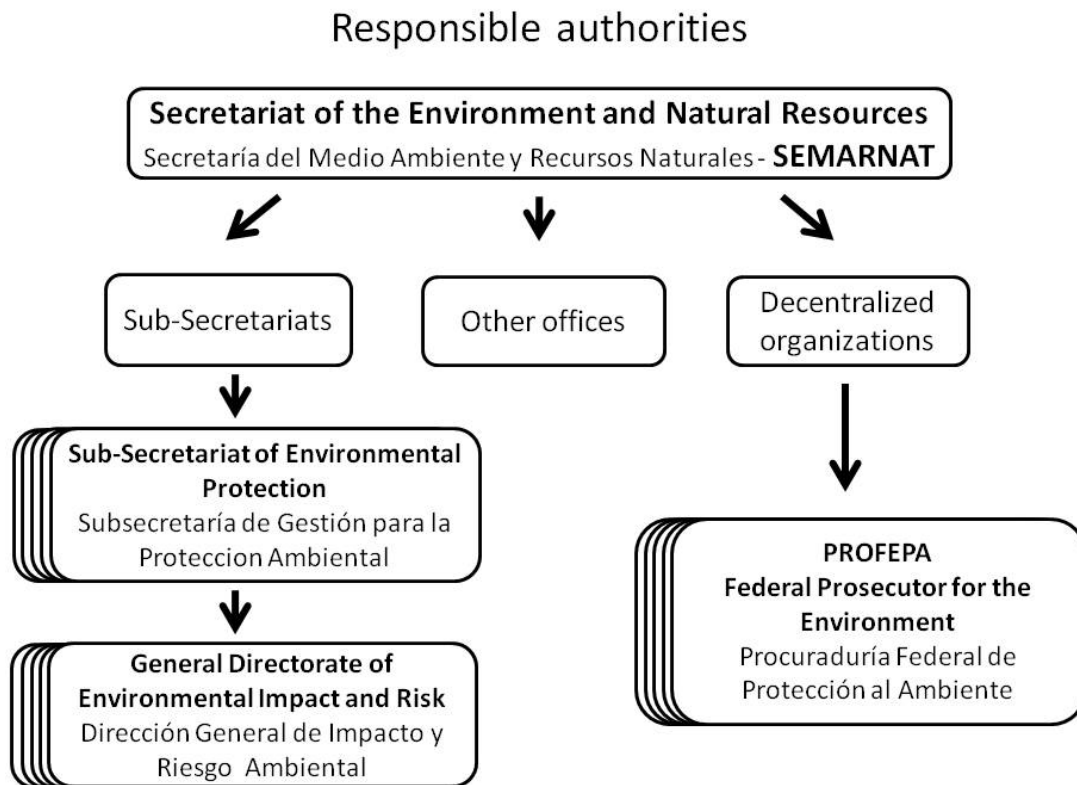 Responsible authorities
Secretariat of the Environment and Natural Resources
Secretaría del Medio Ambiente y Recursos Naturales - SEMARNAT
Sub-Secretariats
Other offices
Decentralized
organizations
Sub-Secretariat of Environmental
Protection
Subsecretaría de Gestión para la
Proteccion Ambiental
PROFEPA
Federal Prosecutor for the
Environment
Procuraduría Federal de
Protección al Ambiente
General Directorate of
Environmental Impact and Risk
Dirección General de Impacto y
Riesgo Ambiental